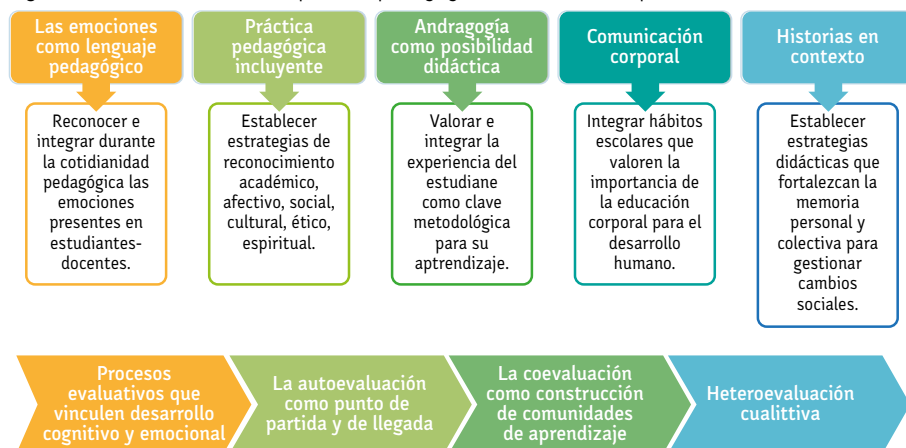 Las emociones
como lenguaje
pedagógico
Práctica
pedagógica
incluyente
Andragogía
como posibilidad
didáctica
Comunicación
corporal
Historias en
contexto
Reconocer e
integrar durante
la cotidianidad
pedagógica las
emociones
presentes en
estudiantes-
docentes.
Establecer
estrategias de
reconocimiento
académico,
afectivo, social,
cultural, ético,
espiritual.
Valorar e
integrar la
experiencia del
estudiane
como clave
metodológica
para su
aptrendizaje.
Integrar hábitos
escolares que
valoren la
importancia de
la educación
corporal para el
desarrollo
humano.
Establecer
estrategias
didácticas que
fortalezcan la
memoria
personal y
colectiva para
gestionar
cambios
sociales.
Procesos
evaluativos que
vinculen desarrollo
cognitivo y emocional
La autoevaluación
como punto de
partida y de llegada
La coevaluación
como construcción
de comunidades
de aprendizaje
Heteroevaluación
cualittiva